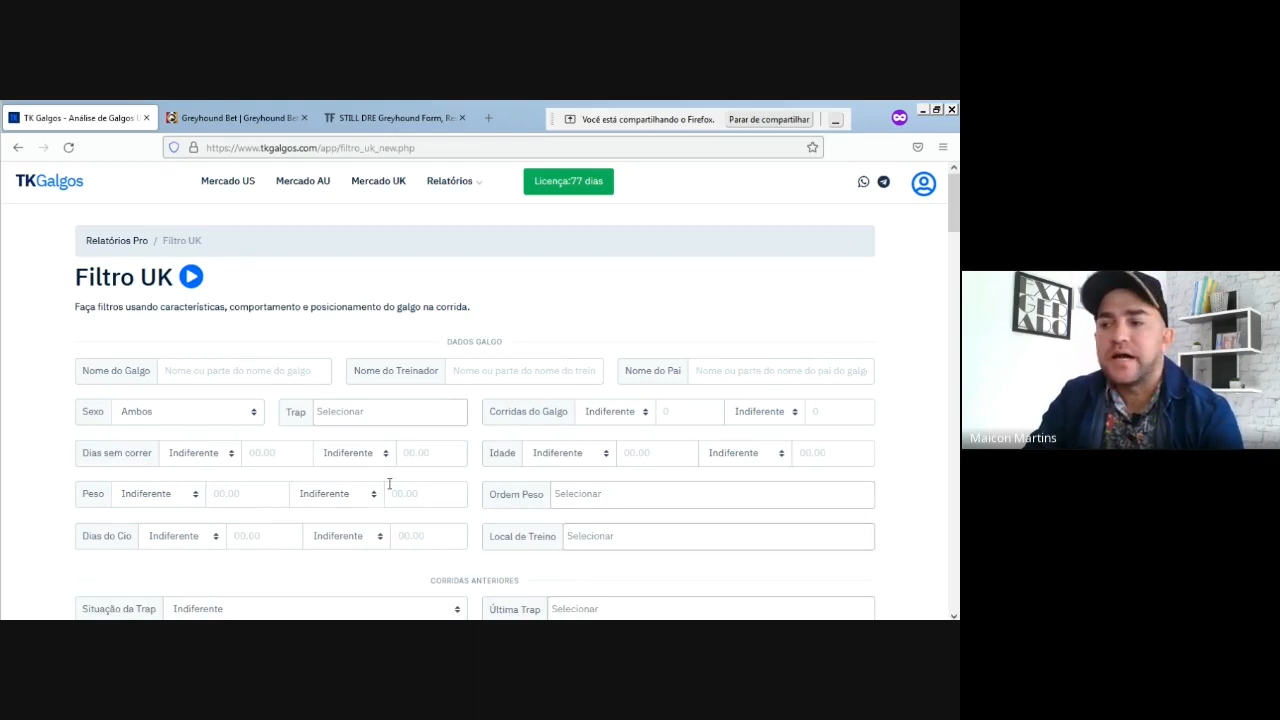 TK Galgos - Análise de Galgos U
Greyhound Bet | Greyhound Be
TF STILL DRE Greyhound Form, Re
Você está compartilhando o Firefox.
Parar de compartilhar
https://www.tkgalgos.com/app/filtro_uk_new.php
TKGalgos
Mercado US
Mercado AU
Mercado UK
Relatórios
Licença:77 dias
Relatórios Pro / Filtro UK
Filtro UK
Faça filtros usando características, comportamento e posicionamento do galgo na corrida.
DADOS GALGO
Nome do Galgo Nome ou parte do nome do galgo
Nome do Treinador Nome ou parte do nome do trein
Nome do Pai Nome ou parte do nome do pai do galg
Sexo Ambos
Trap Selecionar
Corridas do Galgo Indiferente 0 Indiferente 0
Dias sem correr Indiferente 00.00 Indiferente 00.00
Idade Indiferente 00.00 Indiferente 00.00
Peso Indiferente 00.00 Indiferente 00.00
Ordem Peso Selecionar
Dias do Cio Indiferente 00.00 Indiferente 00.00
Local de Treino Selecionar
CORRIDAS ANTERIORES
Situação da Trap Indiferente
Última Trap Selecionar
EXA
GER
ADO
Maicon Martins